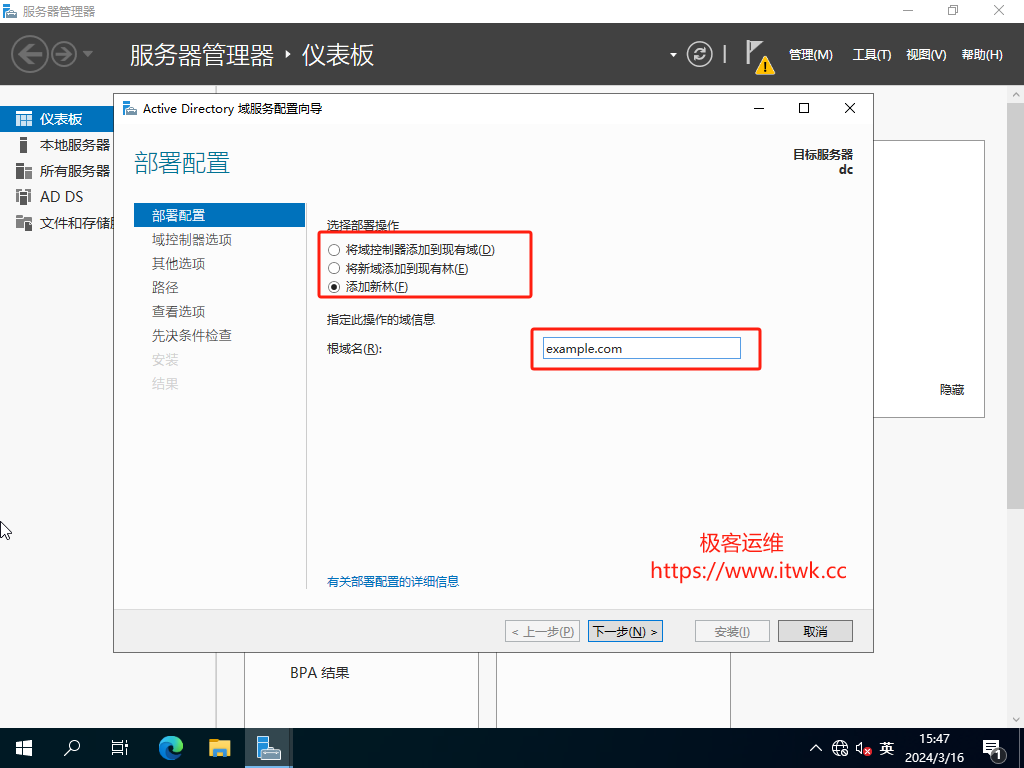 服务器管理器
服务器管理器 · 仪表板
管理(M) 工具(T) 视图(V) 帮助(H)
仪表板
本地服务器
所有服务器
AD DS
文件和存储
Active Directory 域服务配置向导
部署配置
目标服务器
dc
部署配置
域控制器选项
其他选项
路径
查看选项
先决条件检查
安装
结果
选择部署操作
将域控制器添加到现有域(D)
将新域添加到现有林(E)
添加新林(F)
指定此操作的域信息
根域名(R):
example.com
有关部署配置的详细信息
极客运维
https://www.itwk.cc
< 上一步(P) 下一步(N) > 安装(I) 取消
隐藏
BPA 结果
英
15:47
2024/3/16
1